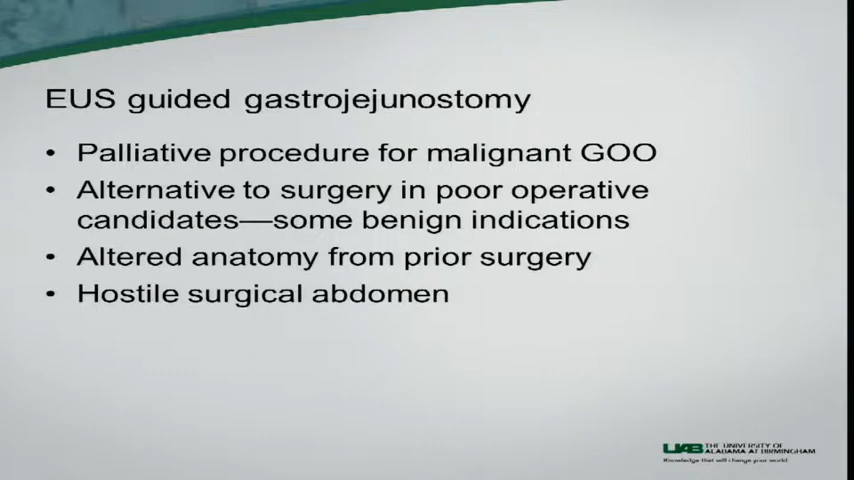 EUS guided gastrojejunostomy
• Palliative procedure for malignant GOO
• Alternative to surgery in poor operative
candidates—some benign indications
• Altered anatomy from prior surgery
• Hostile surgical abdomen
UAB THE UNIVERSITY OF
ALABAMA AT BIRMINGHAM
Knowledge that will change your world